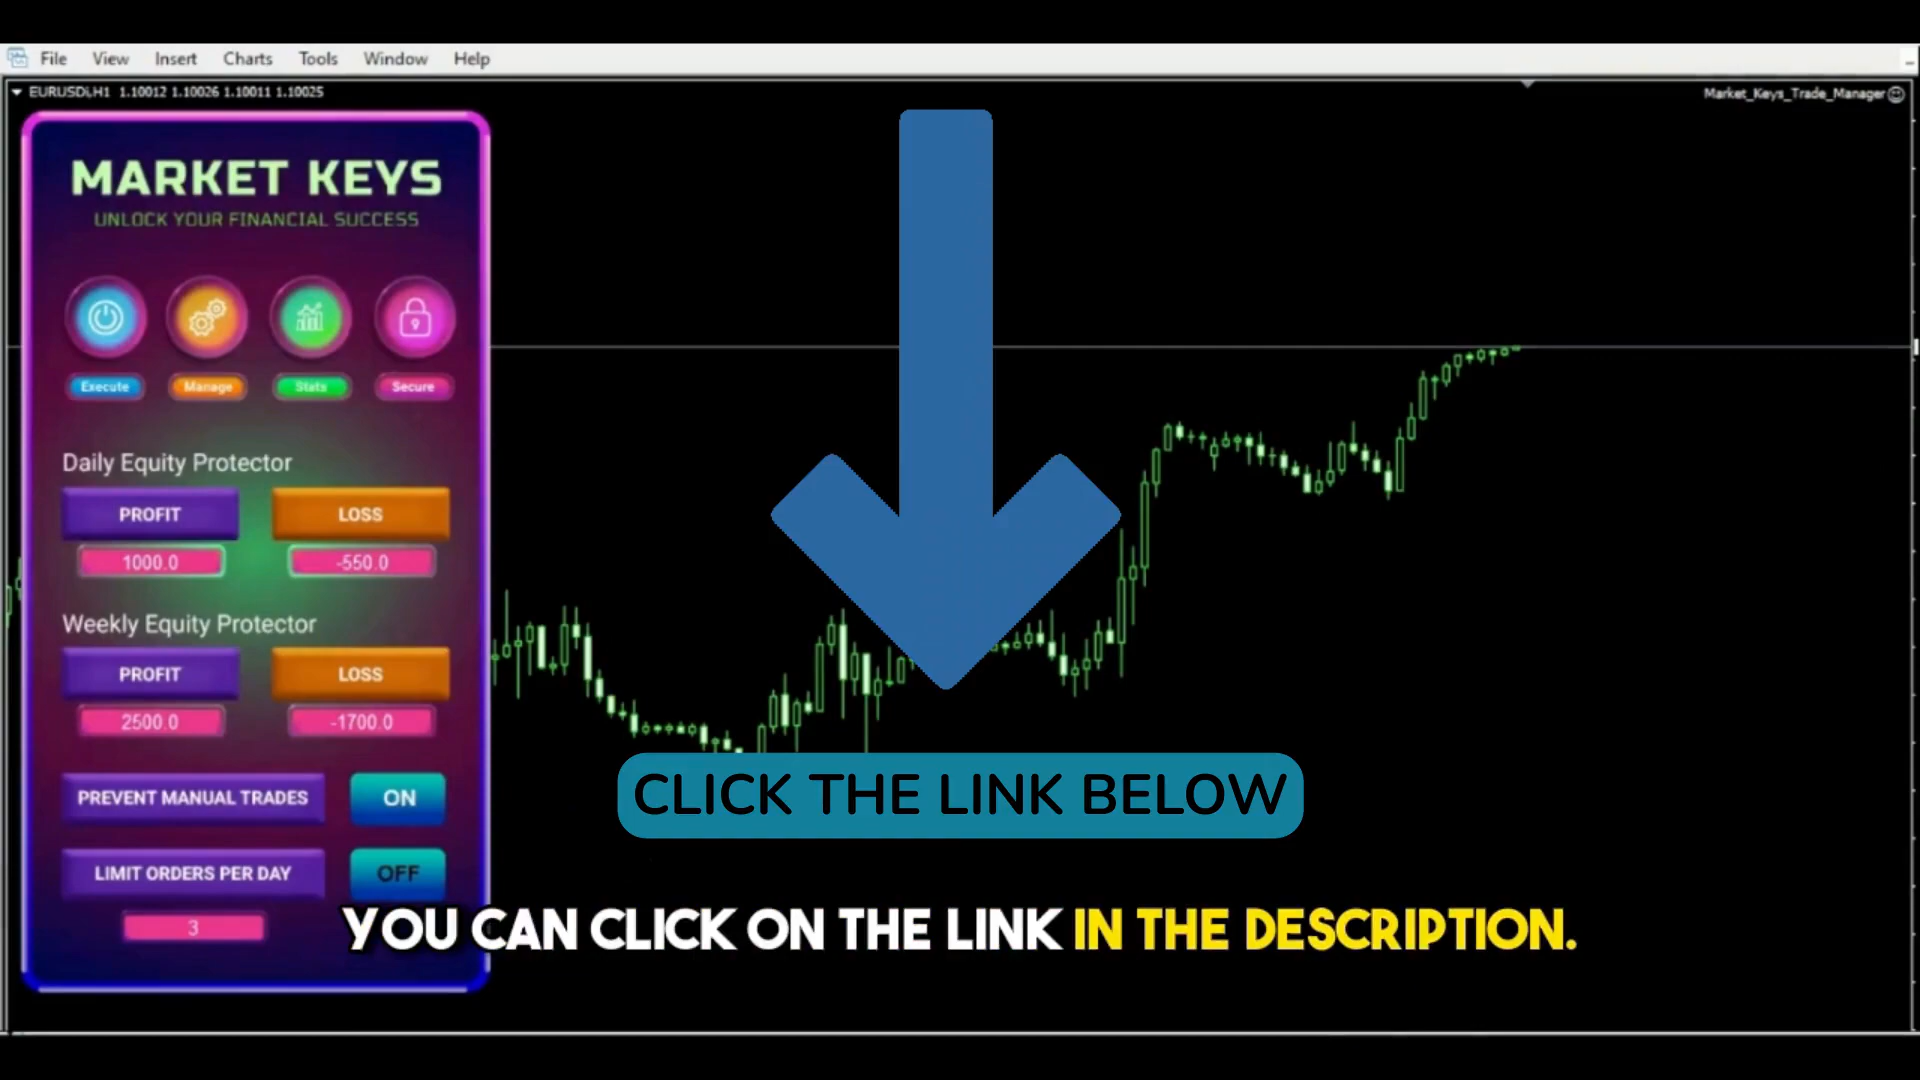 File View Insert Charts Tools Window Help
EURUSDi,H1 1.10012 1.10026 1.10011 1.10025
Market_Keys_Trade_Manager
MARKET KEYS
UNLOCK YOUR FINANCIAL SUCCESS
Execute Manage Stats Secure
Daily Equity Protector
PROFIT LOSS
1000.0 -550.0
Weekly Equity Protector
PROFIT LOSS
2500.0 -1700.0
PREVENT MANUAL TRADES ON
LIMIT ORDERS PER DAY OFF
3
CLICK THE LINK BELOW
YOU CAN CLICK ON THE LINK IN THE DESCRIPTION.